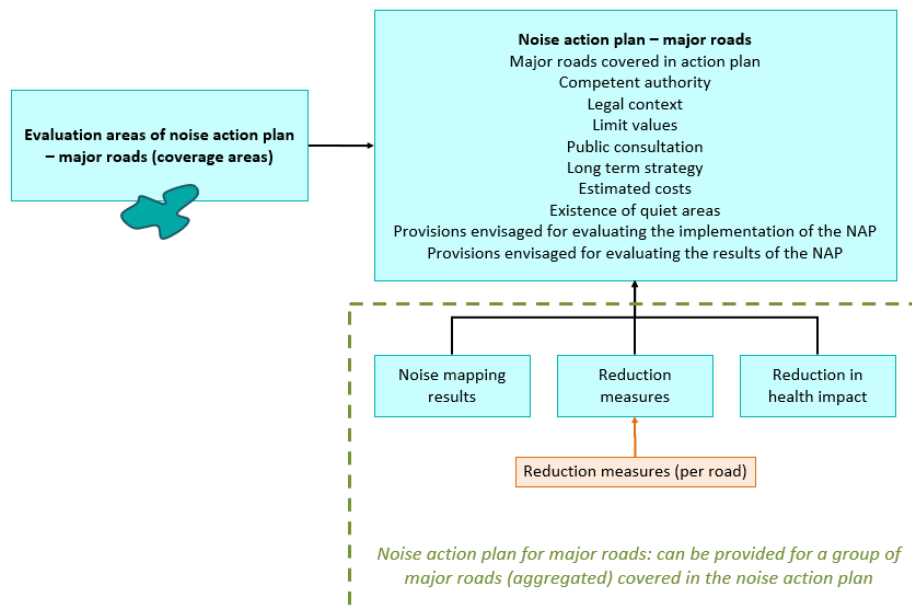 Noise action plan – major roads
Major roads covered in action plan
Competent authority
Legal context
Limit values
Public consultation
Long term strategy
Estimated costs
Existence of quiet areas
Provisions envisaged for evaluating the implementation of the NAP
Provisions envisaged for evaluating the results of the NAP
Evaluation areas of noise action plan
– major roads (coverage areas)
Noise mapping
results
Reduction
measures
Reduction in
health impact
Reduction measures (per road)
Noise action plan for major roads: can be provided for a group of
major roads (aggregated) covered in the noise action plan